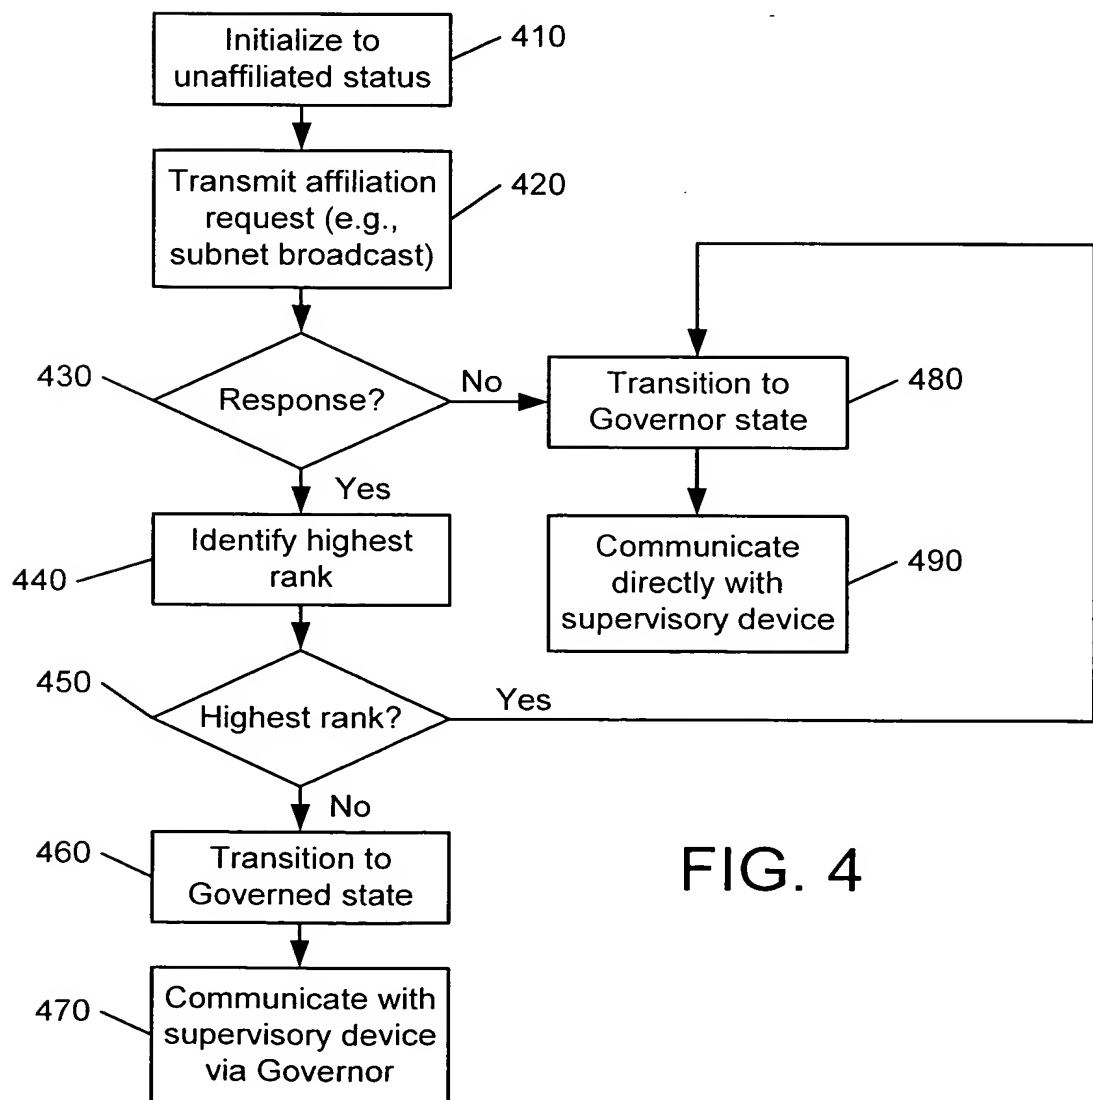 Initialize to
unaffiliated status
410
Transmit affiliation
request (e.g.,
subnet broadcast)
420
430
Response?
No
Transition to
Governor state
480
Yes
440
Identify highest
rank
Communicate
directly with
supervisory device
490
450
Highest rank?
Yes
No
460
Transition to
Governed state
FIG. 4
470
Communicate with
supervisory device
via Governor